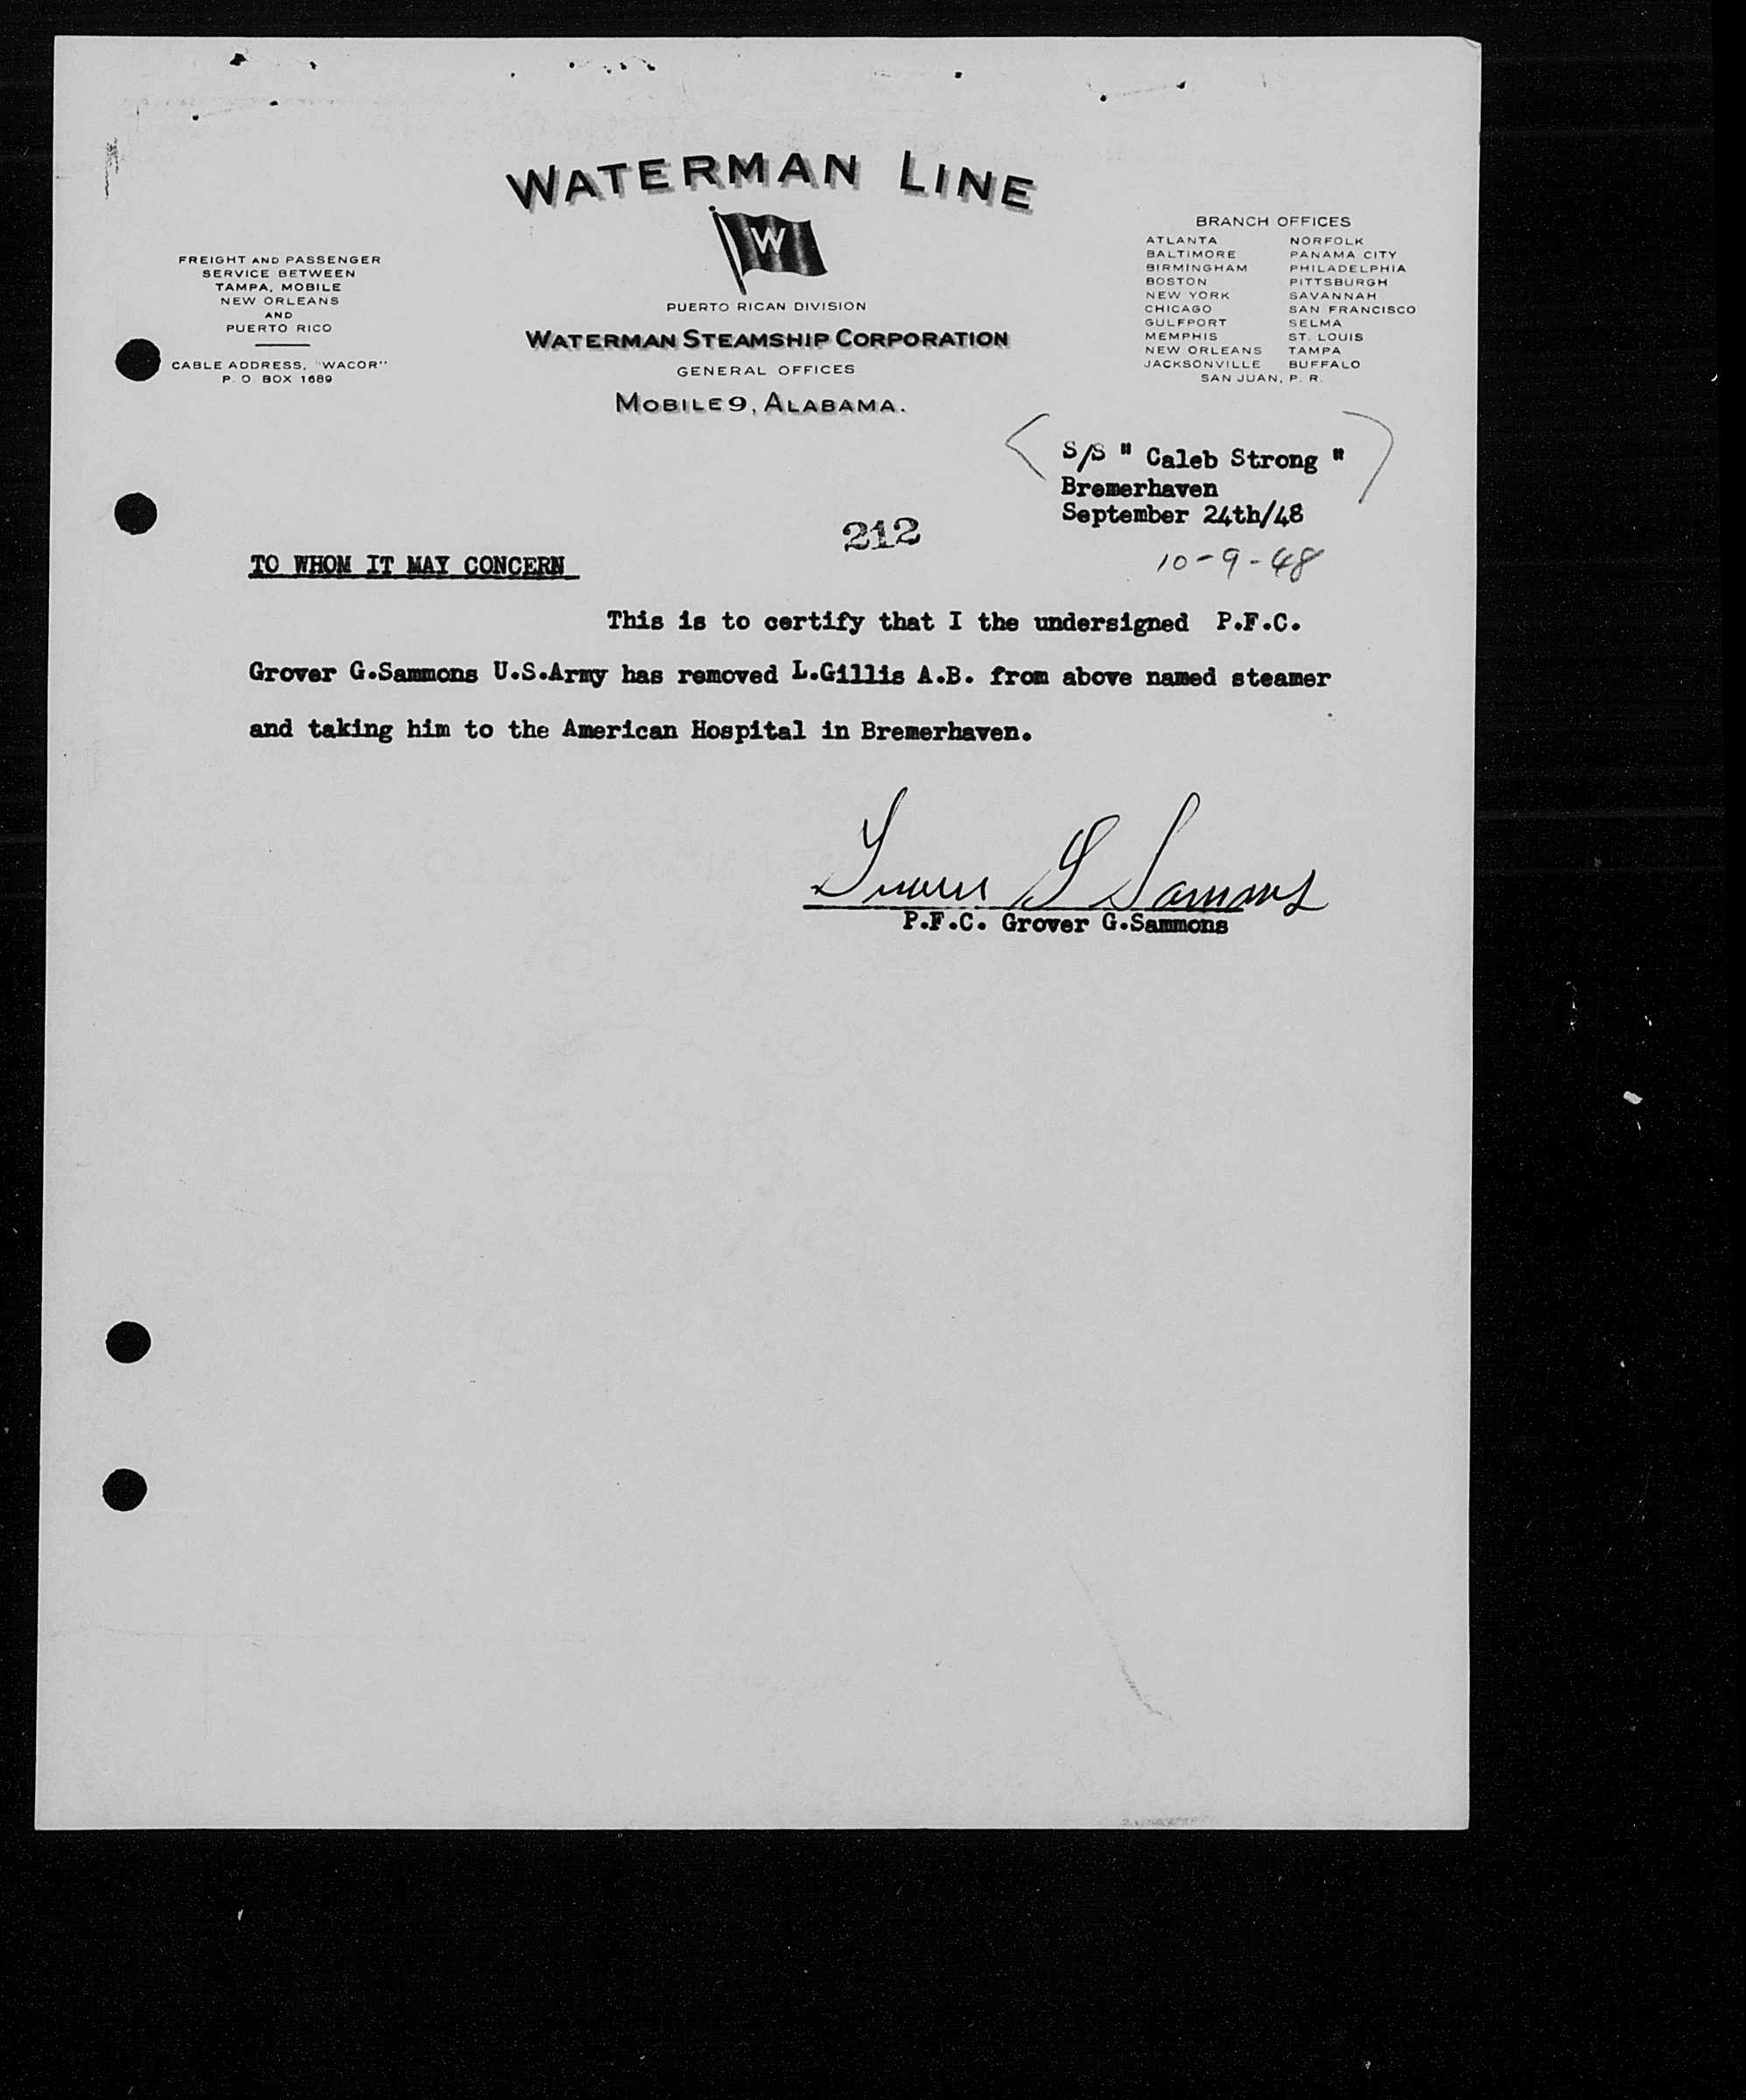 WATERMAN LINE
W
FREIGHT AND PASSENGER
SERVICE BETWEEN
TAMPA, MOBILE
NEW ORLEANS
AND
PUERTO RICO
CABLE ADDRESS, "WACOR"
P. O BOX 1689
PUERTO RICAN DIVISION
WATERMAN STEAMSHIP CORPORATION
GENERAL OFFICES
MOBILE 9, ALABAMA.
BRANCH OFFICES
ATLANTA NORFOLK
BALTIMORE PANAMA CITY
BIRMINGHAM PHILADELPHIA
BOSTON PITTSBURGH
NEW YORK SAVANNAH
CHICAGO SAN FRANCISCO
GULFPORT SELMA
MEMPHIS ST. LOUIS
NEW ORLEANS TAMPA
JACKSONVILLE BUFFALO
SAN JUAN, P. R.
S/S " Caleb Strong "
Bremerhaven
September 24th/48
212
10-9-48
TO WHOM IT MAY CONCERN
This is to certify that I the undersigned P.F.C.
Grover G.Sammons U.S.Army has removed L.Gillis A.B. from above named steamer
and taking him to the American Hospital in Bremerhaven.
Grover G Sammons
P.F.C. Grover G.Sammons